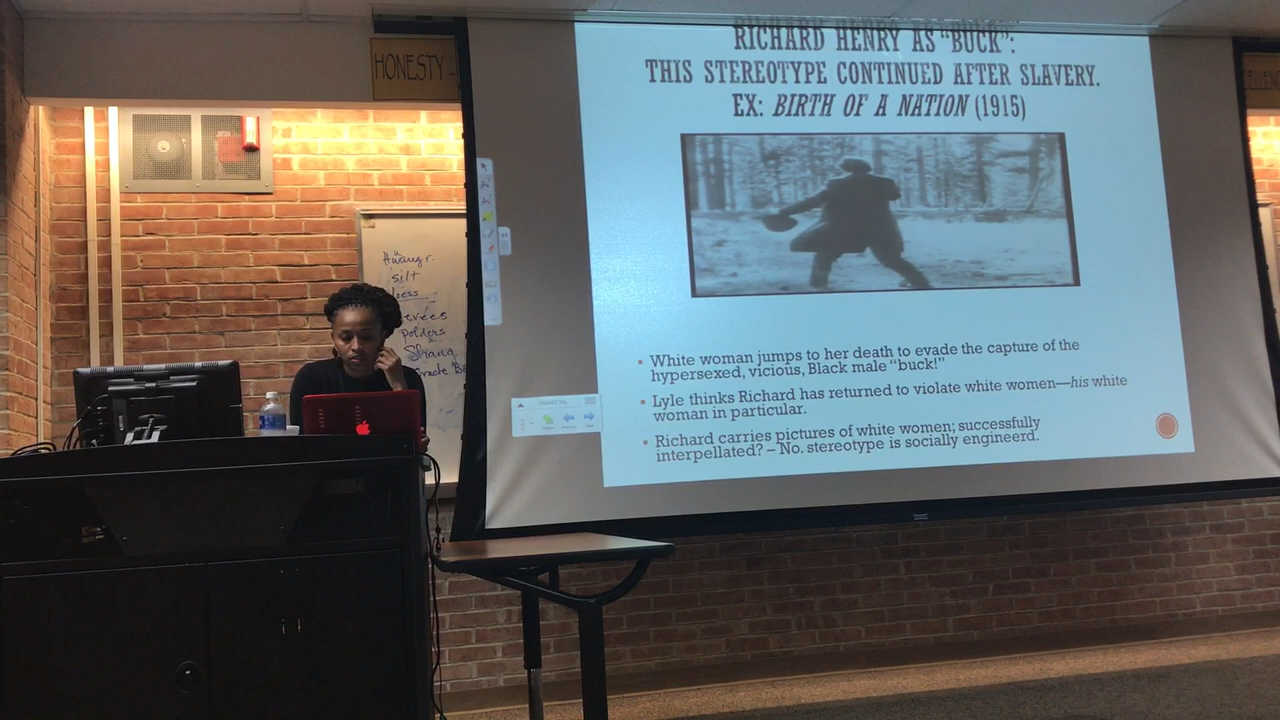 HONESTY -
RICHARD HENRY AS "BUCK":
THIS STEREOTYPE CONTINUED AFTER SLAVERY.
EX: BIRTH OF A NATION (1915)
White woman jumps to her death to evade the capture of the
hypersexed, vicious, Black male "buck!"
Lyle thinks Richard has returned to violate white women—his white
woman in particular.
Richard carries pictures of white women; successfully
interpellated? – No. stereotype is socially engineerd.
silt
polders